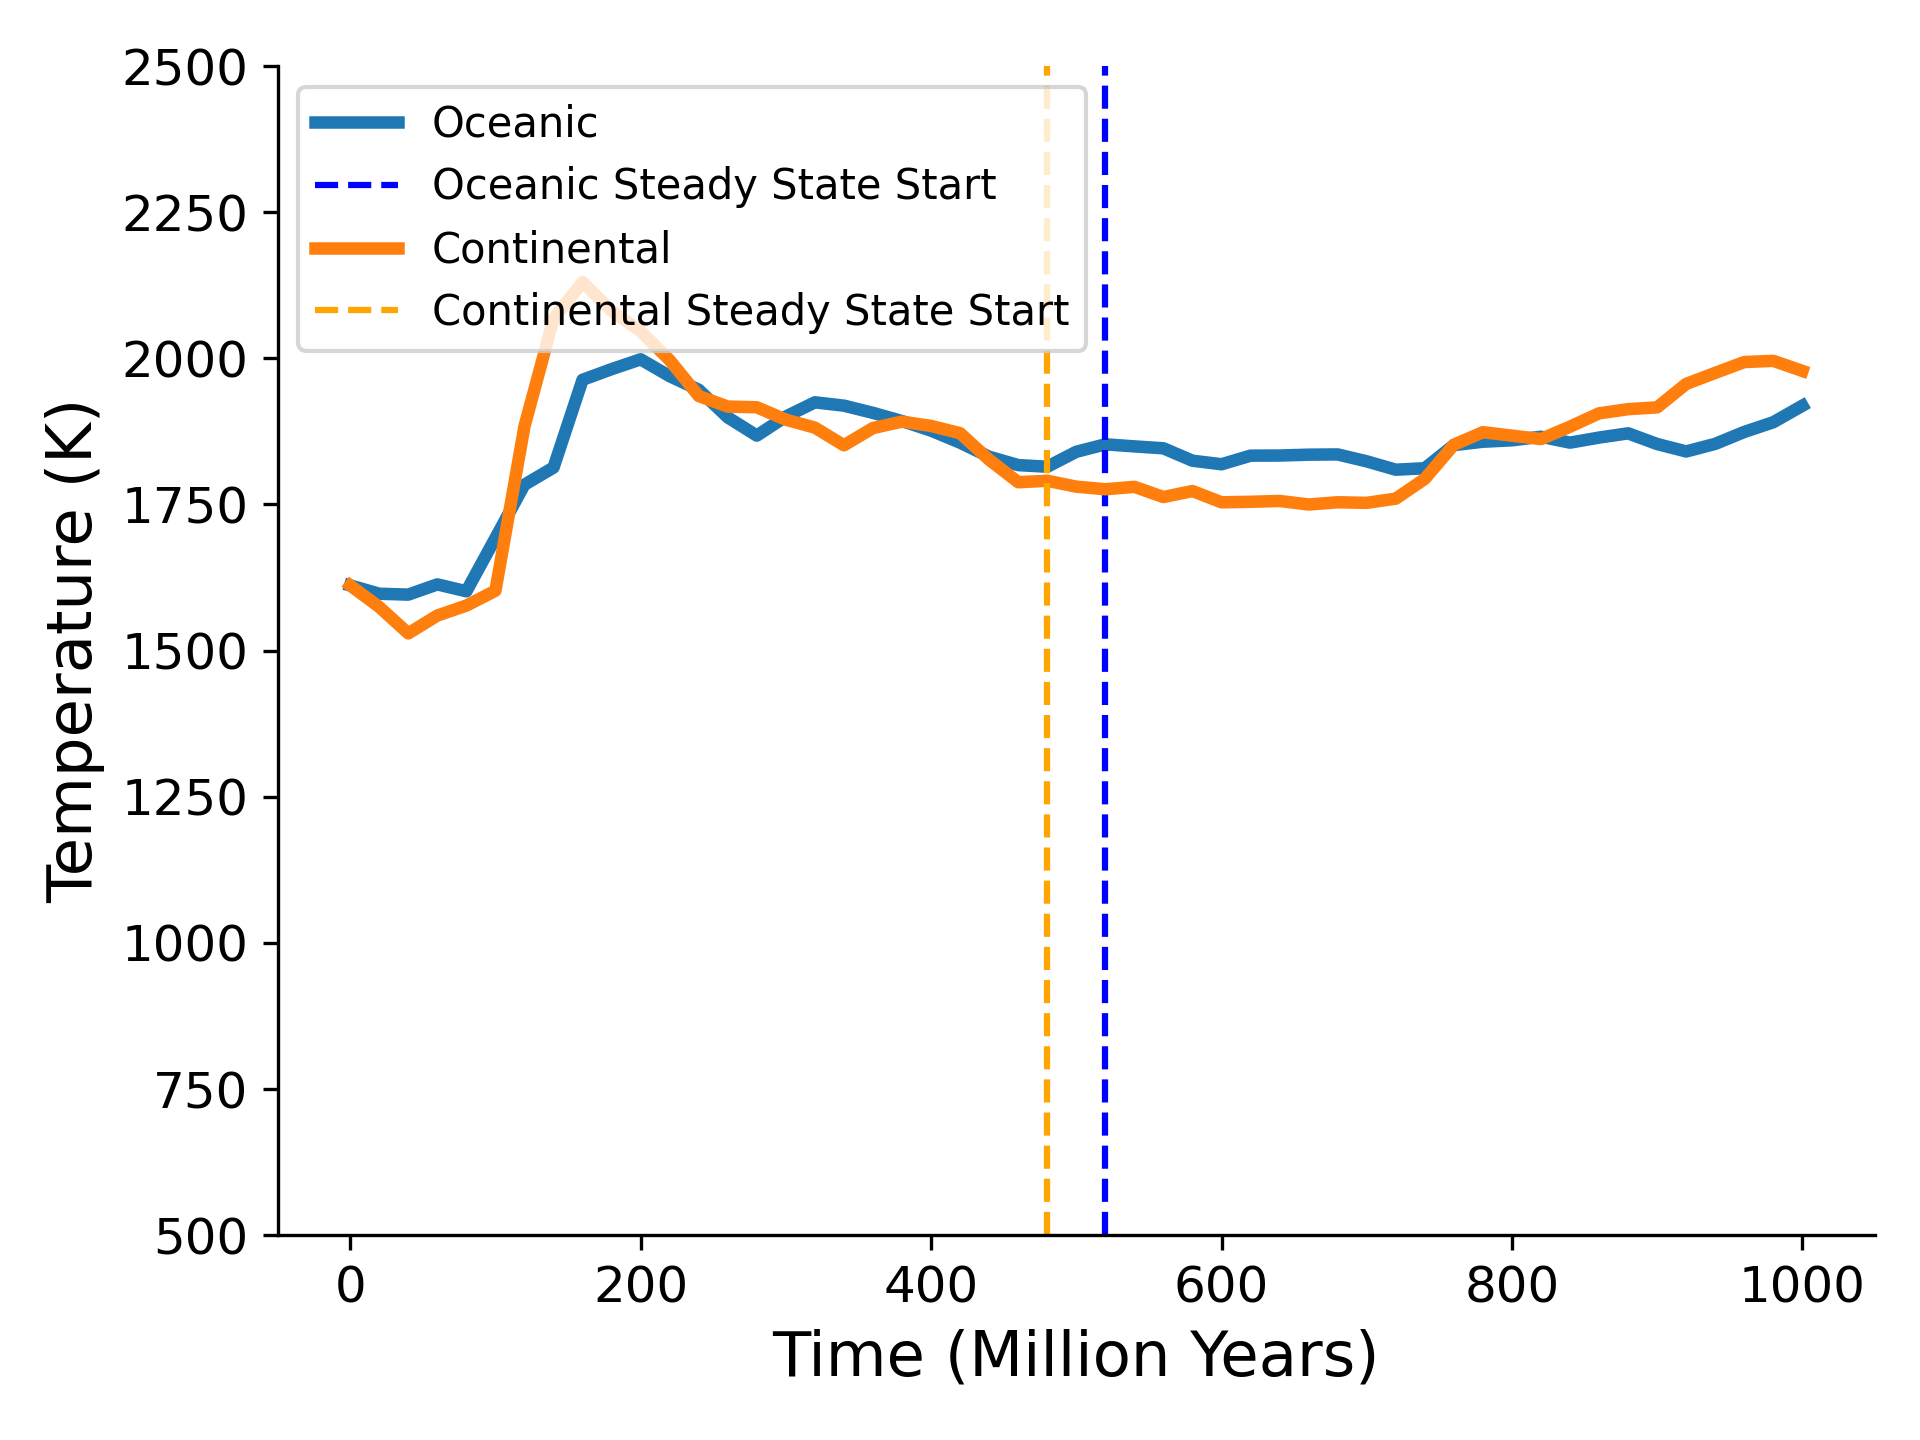 2500
2250
2000
1750
1500
1250
1000
750
500
Temperature (K)
Oceanic
Oceanic Steady State Start
Continental
Continental Steady State Start
0 200 400 600 800 1000
Time (Million Years)